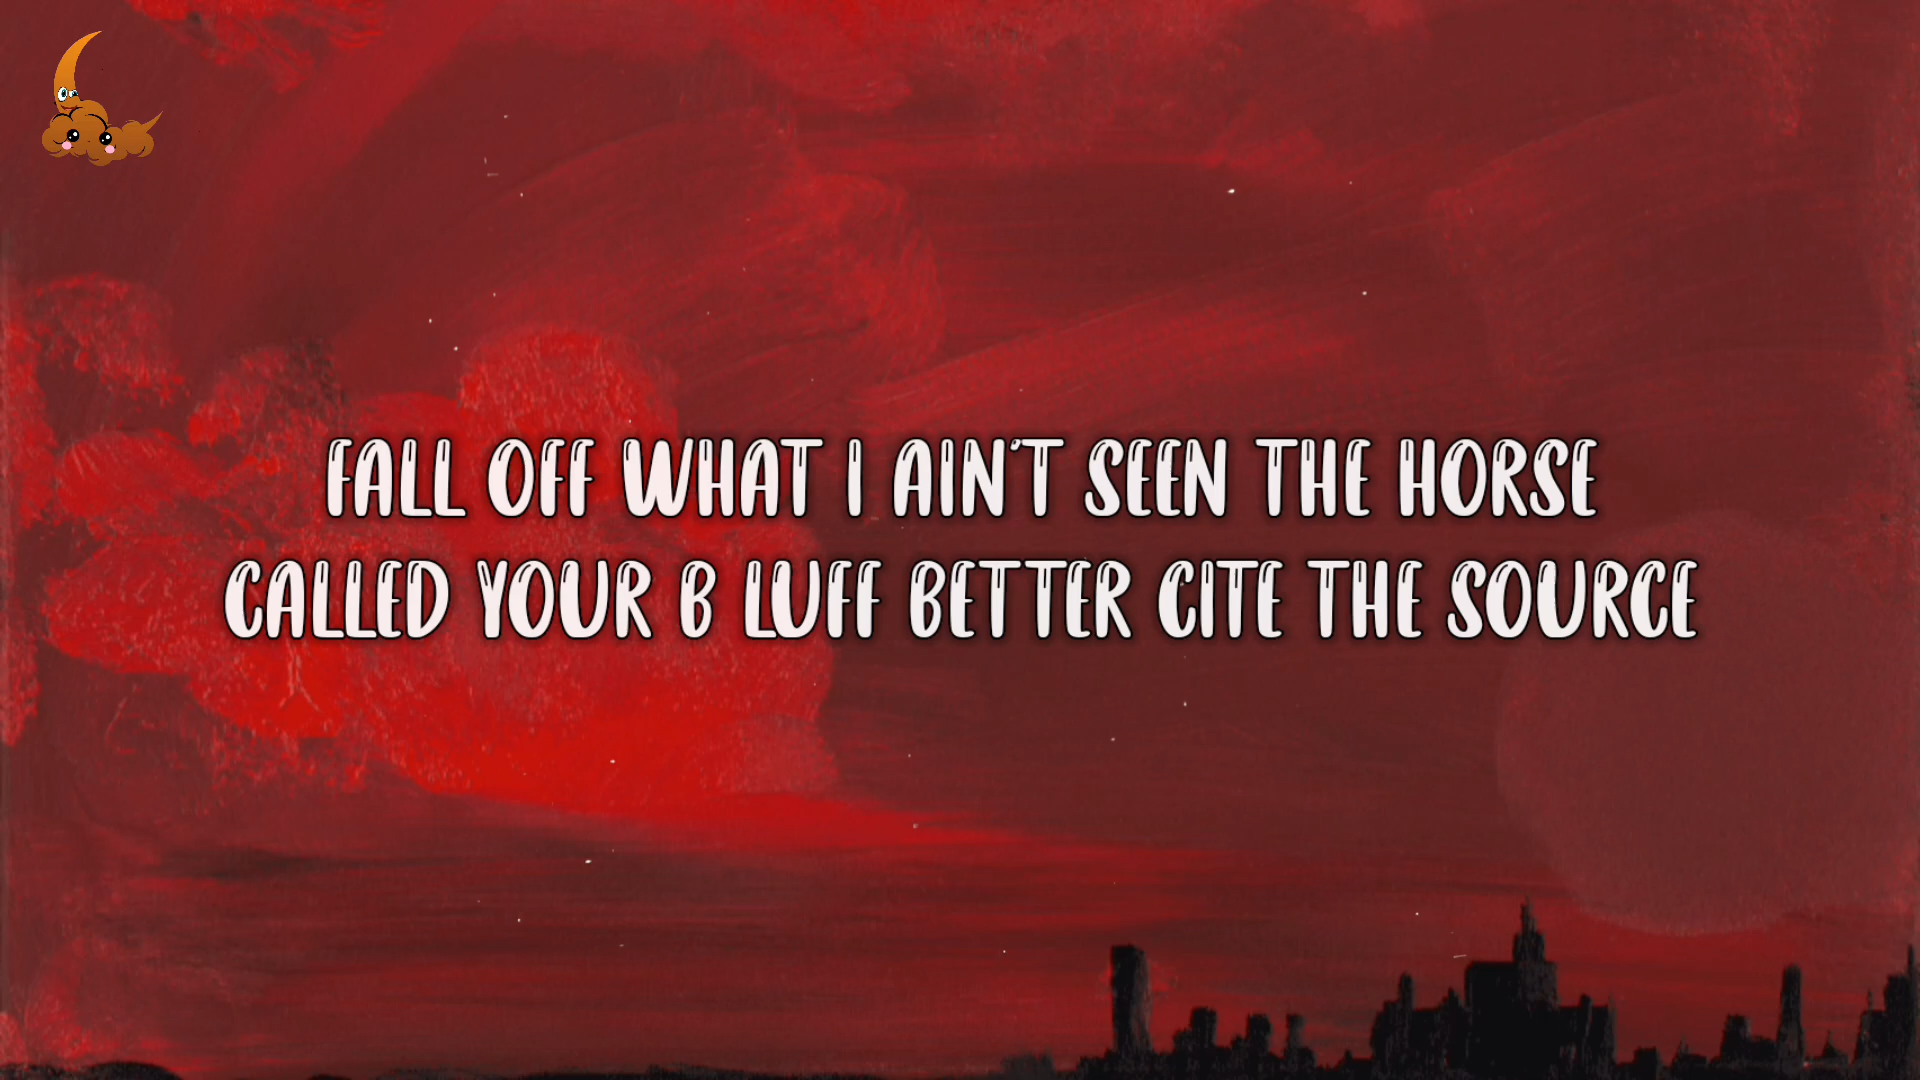 FALL OFF WHAT I AIN'T SEEN THE HORSE
CALLED YOUR B LUFF BETTER CITE THE SOURCE